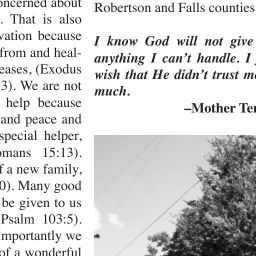 oncerned about
. That is also
vation because
from and heal-
eases, (Exodus
3). We are not
help because
and peace and
special helper,
omans 15:13).
f a new family,
0). Many good
be given to us
Psalm 103:5).
mportantly we
of a wonderful
Robertson and Falls counties
I know God will not give
anything I can't handle. I
wish that He didn't trust m
much.
–Mother Ter